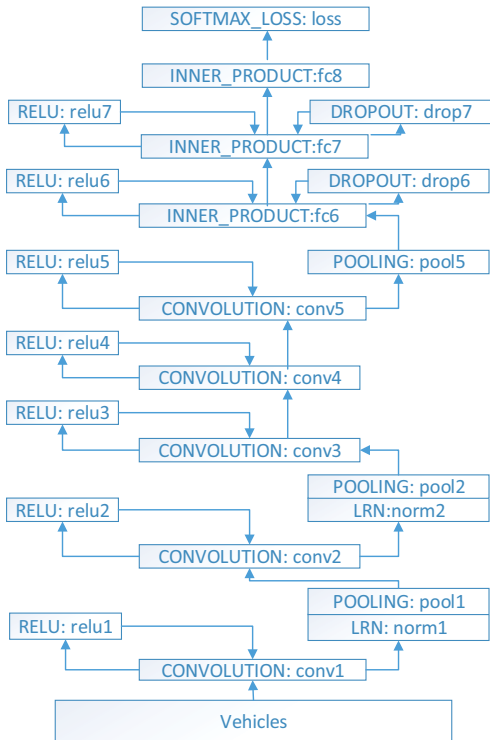 SOFTMAX_LOSS: loss
INNER_PRODUCT:fc8
RELU: relu7
DROPOUT: drop7
INNER_PRODUCT:fc7
RELU: relu6
DROPOUT: drop6
INNER_PRODUCT:fc6
RELU: relu5
POOLING: pool5
CONVOLUTION: conv5
RELU: relu4
CONVOLUTION: conv4
RELU: relu3
CONVOLUTION: conv3
POOLING: pool2
RELU: relu2
LRN:norm2
CONVOLUTION: conv2
POOLING: pool1
RELU: relu1
LRN: norm1
CONVOLUTION: conv1
Vehicles